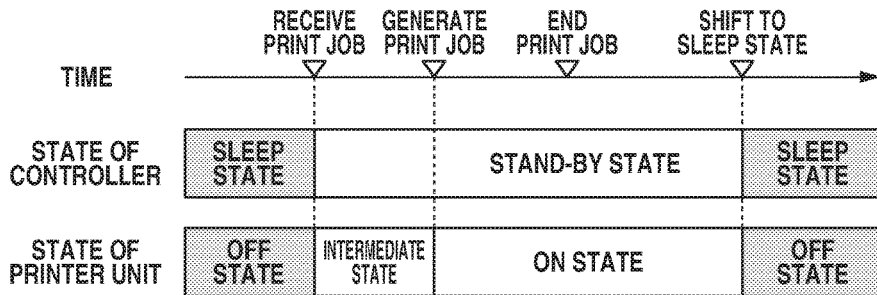 RECEIVE PRINT JOB
GENERATE PRINT JOB
END PRINT JOB
SHIFT TO SLEEP STATE
TIME
STATE OF CONTROLLER
SLEEP STATE
STAND-BY STATE
SLEEP STATE
STATE OF PRINTER UNIT
OFF STATE
INTERMEDIATE STATE
ON STATE
OFF STATE